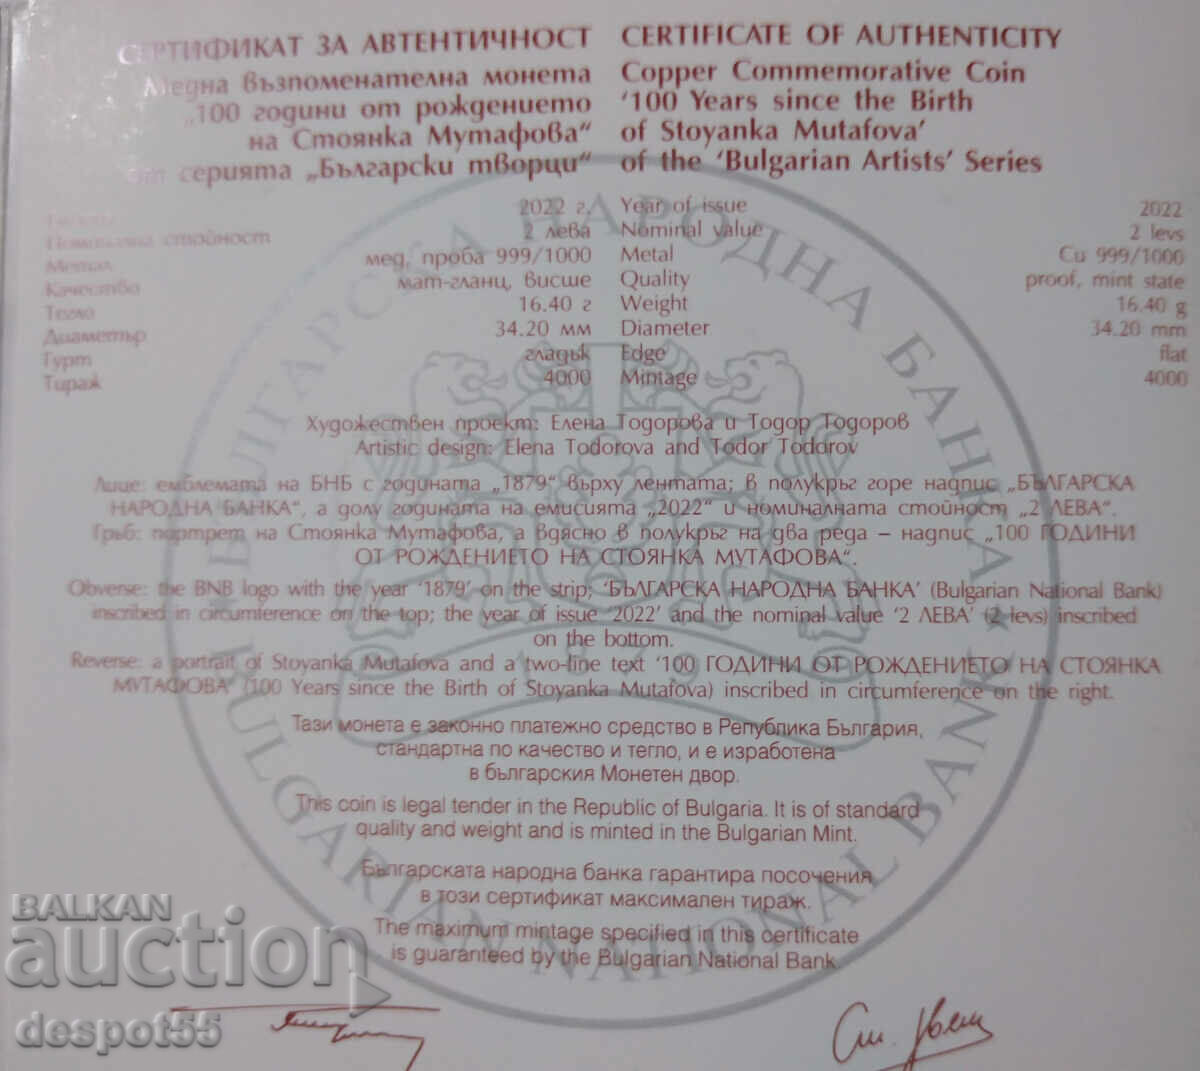 СЕРТИФИКАТ ЗА АВТЕНТИЧНОСТ
Медна възпоменателна монета
„100 години от рождението
на Стоянка Мутафова“
от серията „Български творци“
CERTIFICATE OF AUTHENTICITY
Copper Commemorative Coin
‘100 Years since the Birth
of Stoyanka Mutafova’
of the ‘Bulgarian Artists’ Series
2022 г.
Номинална стойност 2 лева
Метал мед, проба 999/1000
Качество мат-гланц, висше
Тегло 16.40 г
Диаметър 34.20 мм
Гурт гладък
Тираж 4000
Year of issue 2022
Nominal value 2 levs
Metal Cu 999/1000
Quality proof, mint state
Weight 16.40 g
Diameter 34.20 mm
Edge flat
Mintage 4000
Художествен проект: Елена Тодорова и Тодор Тодоров
Artistic design: Elena Todorova and Todor Todorov
Лице: емблемата на БНБ с годината „1879“ върху лентата; в полукръг горе надпис „БЪЛГАРСКА
НАРОДНА БАНКА“, а долу годината на емисията „2022“ и номиналната стойност „2 ЛЕВА“.
Гръб: портрет на Стоянка Мутафова, а вдясно в полукръг на два реда – надпис „100 ГОДИНИ
ОТ РОЖДЕНИЕТО НА СТОЯНКА МУТАФОВА“.
Obverse: the BNB logo with the year ‘1879’ on the strip; ‘БЪЛГАРСКА НАРОДНА БАНКА’ (Bulgarian National Bank)
inscribed in circumference on the top; the year of issue ‘2022’ and the nominal value ‘2 ЛЕВА’ (2 levs) inscribed
on the bottom.
Reverse: a portrait of Stoyanka Mutafova and a two-line text ‘100 ГОДИНИ ОТ РОЖДЕНИЕТО НА СТОЯНКА
МУТАФОВА’ (100 Years since the Birth of Stoyanka Mutafova) inscribed in circumference on the right.
Тази монета е законно платежно средство в Република България,
стандартна по качество и тегло, и е изработена
в българския Монетен двор.
This coin is legal tender in the Republic of Bulgaria. It is of standard
quality and weight and is minted in the Bulgarian Mint.
Българската народна банка гарантира посочения
в този сертификат максимален тираж.
The maximum mintage specified in this certificate
is guaranteed by the Bulgarian National Bank.
БЪЛГАРСКА НАРОДНА БАНКА
BULGARIAN NATIONAL BANK
1879
BALKAN
auction
despot55